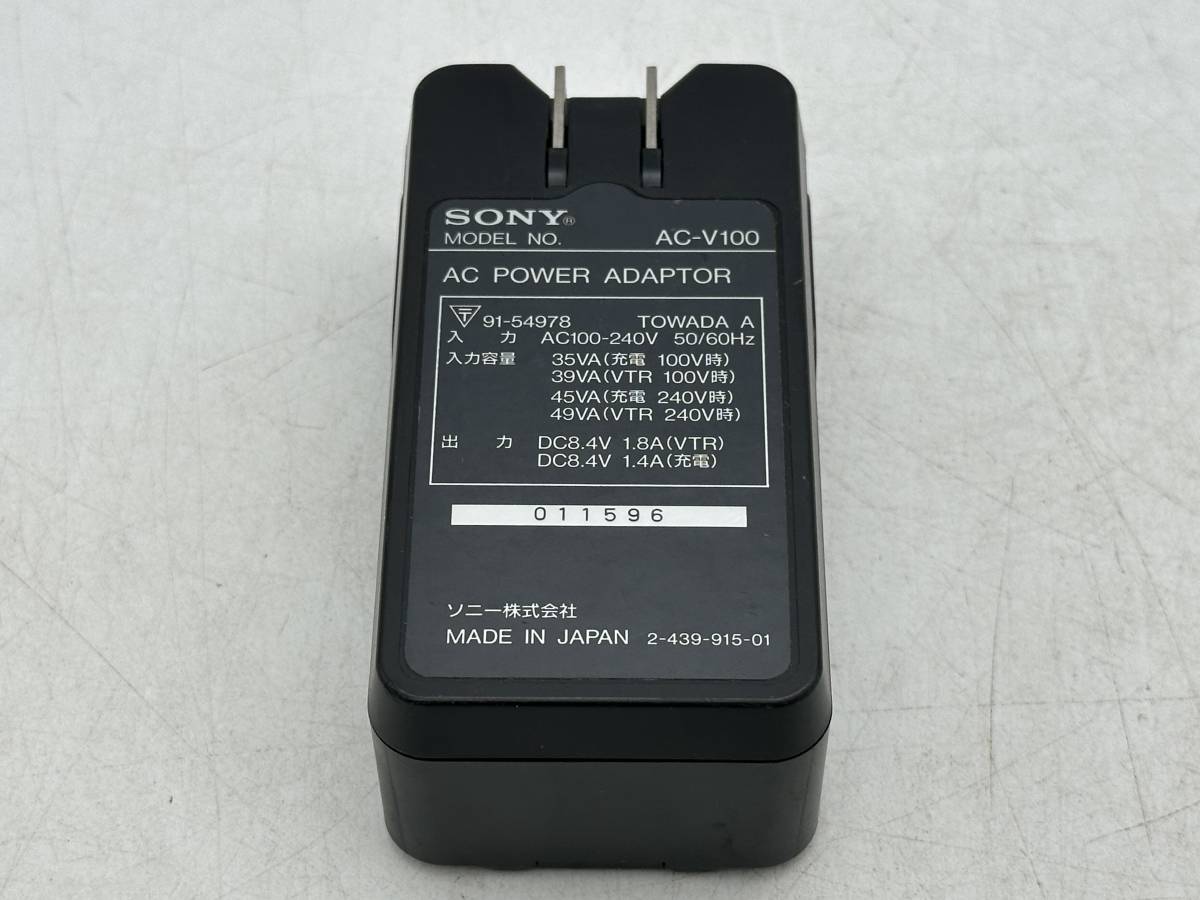 SONY®
MODEL NO. AC-V100
AC POWER ADAPTOR
〒 91-54978 TOWADA A
入力 AC100-240V 50/60Hz
入力容量 35VA(充電 100V時)
39VA(VTR 100V時)
45VA(充電 240V時)
49VA(VTR 240V時)
出力 DC8.4V 1.8A(VTR)
DC8.4V 1.4A(充電)
011596
ソニー株式会社
MADE IN JAPAN 2-439-915-01